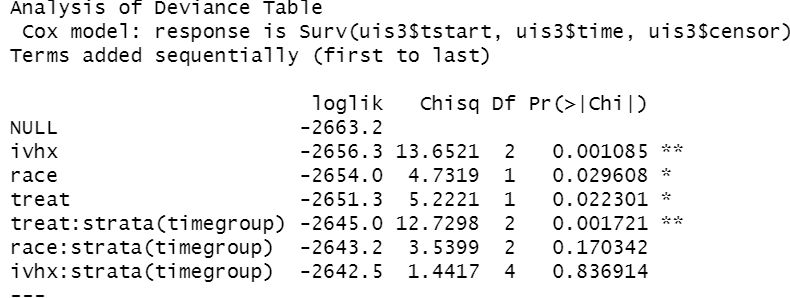 Analysis of Deviance Table
 Cox model: response is Surv(uis3$tstart, uis3$time, uis3$censor)
Terms added sequentially (first to last)

                         loglik   Chisq Df Pr(>|Chi|)
NULL                    -2663.2
ivhx                    -2656.3 13.6521  2   0.001085 **
race                    -2654.0  4.7319  1   0.029608 *
treat                   -2651.3  5.2221  1   0.022301 *
treat:strata(timegroup) -2645.0 12.7298  2   0.001721 **
race:strata(timegroup)  -2643.2  3.5399  2   0.170342
ivhx:strata(timegroup)  -2642.5  1.4417  4   0.836914
---